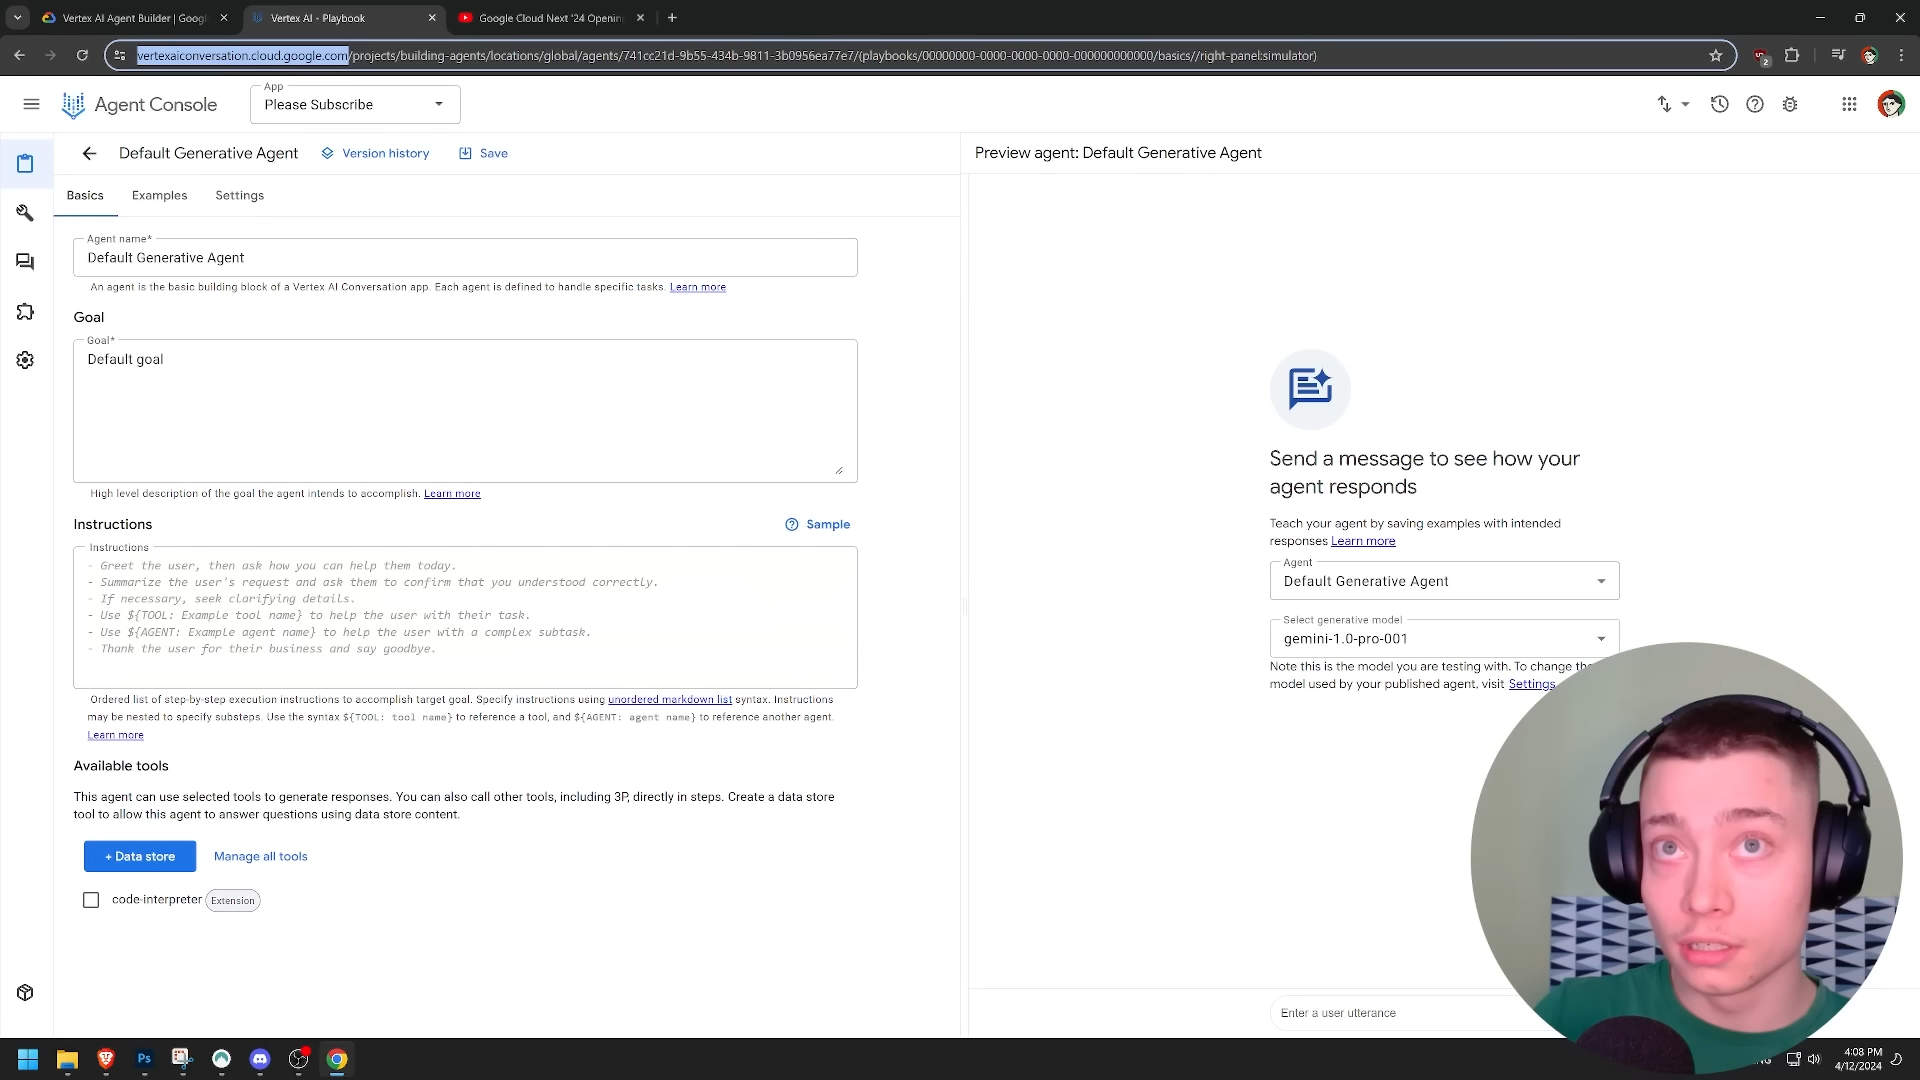 Vertex AI Agent Builder | Googl
Vertex AI - Playbook
Google Cloud Next '24 Opening
vertexaiconversation.cloud.google.com/projects/building-agents/locations/global/agents/741cc21d-9b55-434b-9811-3b0956ea77e7/(playbooks/00000000-0000-0000-0000-000000000000/basics//right-panel:simulator)
2
Agent Console
App
Please Subscribe
Default Generative Agent
Version history
Save
Preview agent: Default Generative Agent
Basics
Examples
Settings
Agent name*
Default Generative Agent
An agent is the basic building block of a Vertex AI Conversation app. Each agent is defined to handle specific tasks. Learn more
Goal
Goal*
Default goal
High level description of the goal the agent intends to accomplish. Learn more
Instructions
Sample
Instructions
- Greet the user, then ask how you can help them today.
- Summarize the user's request and ask them to confirm that you understood correctly.
- If necessary, seek clarifying details.
- Use ${TOOL: Example tool name} to help the user with their task.
- Use ${AGENT: Example agent name} to help the user with a complex subtask.
- Thank the user for their business and say goodbye.
Ordered list of step-by-step execution instructions to accomplish target goal. Specify instructions using unordered markdown list syntax. Instructions
may be nested to specify substeps. Use the syntax ${TOOL: tool name} to reference a tool, and ${AGENT: agent name} to reference another agent.
Learn more
Available tools
This agent can use selected tools to generate responses. You can also call other tools, including 3P, directly in steps. Create a data store
tool to allow this agent to answer questions using data store content.
+ Data store
Manage all tools
code-interpreter
Extension
Send a message to see how your
agent responds
Teach your agent by saving examples with intended
responses Learn more
Agent
Default Generative Agent
Select generative model
gemini-1.0-pro-001
Note this is the model you are testing with. To change the
model used by your published agent, visit Settings
Enter a user utterance
Ps
4:08 PM
4/12/2024